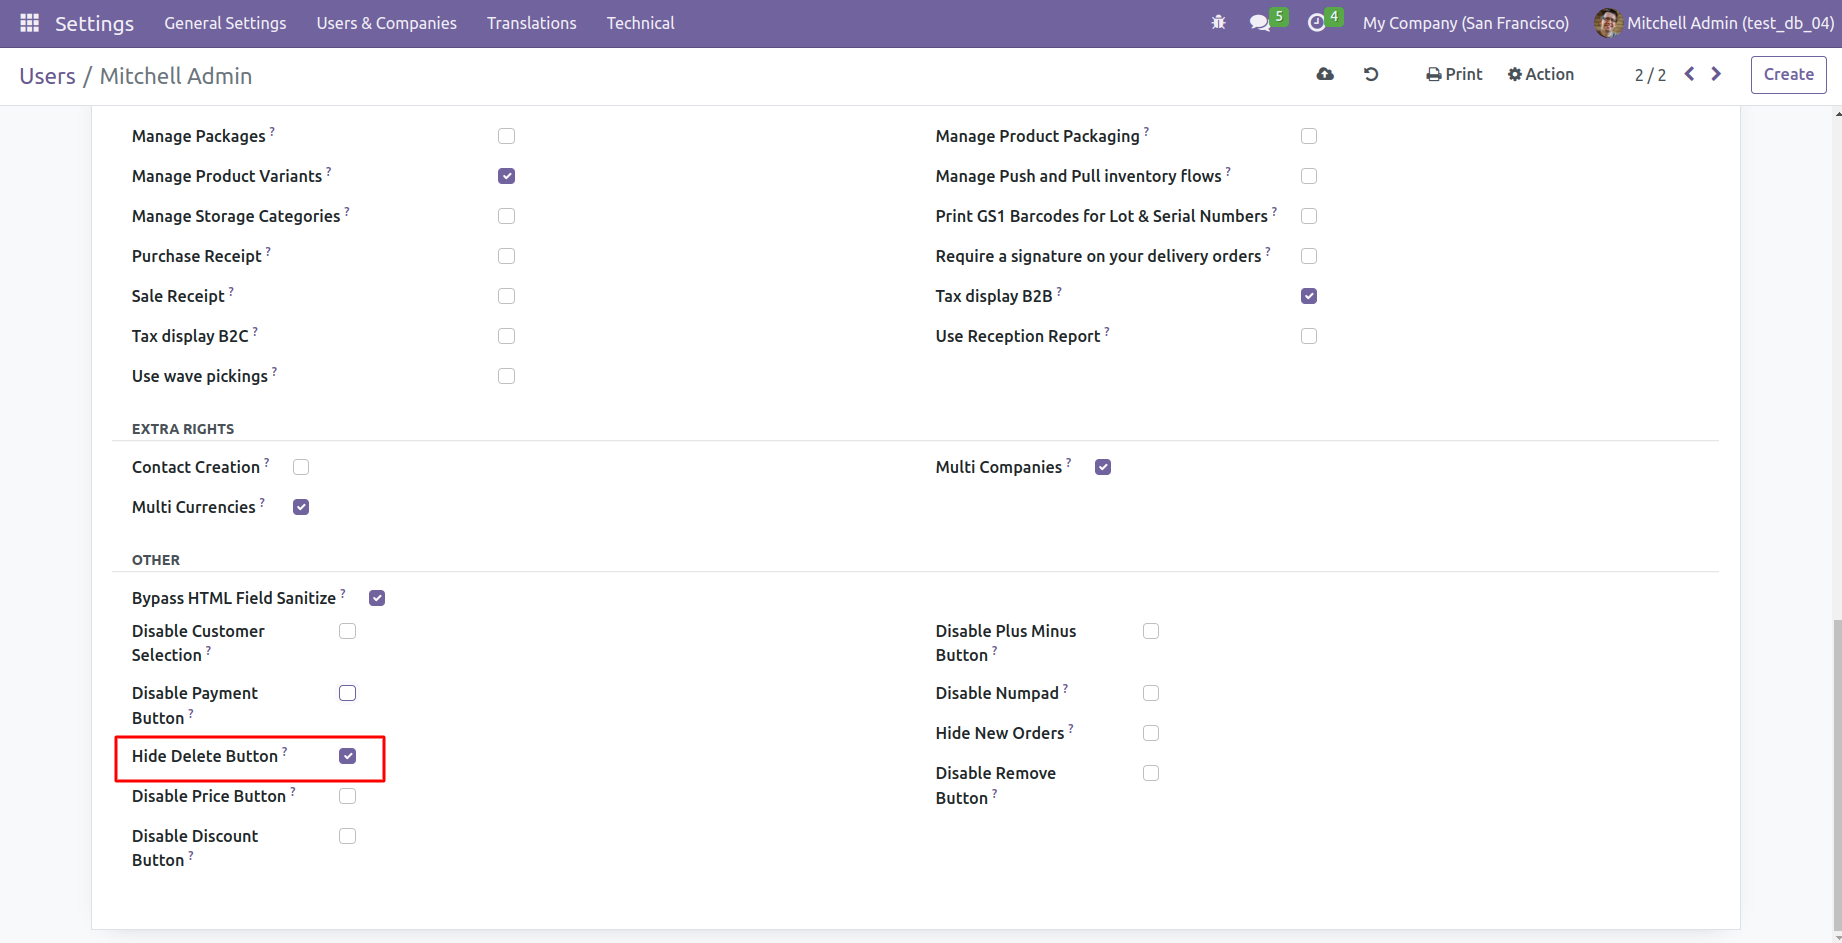 Settings General Settings Users & Companies Translations Technical 5 4 My Company (San Francisco) Mitchell Admin (test_db_04)
Users / Mitchell Admin Print Action 2 / 2 Create
Manage Packages ? Manage Product Packaging ?
Manage Product Variants ? Manage Push and Pull inventory flows ?
Manage Storage Categories ? Print GS1 Barcodes for Lot & Serial Numbers ?
Purchase Receipt ? Require a signature on your delivery orders ?
Sale Receipt ? Tax display B2B ?
Tax display B2C ? Use Reception Report ?
Use wave pickings ?
EXTRA RIGHTS
Contact Creation ? Multi Companies ?
Multi Currencies ?
OTHER
Bypass HTML Field Sanitize ?
Disable Customer
Selection ?
Disable Plus Minus
Button ?
Disable Payment
Button ?
Disable Numpad ?
Hide New Orders ?
Hide Delete Button ?
Disable Remove
Button ?
Disable Price Button ?
Disable Discount
Button ?